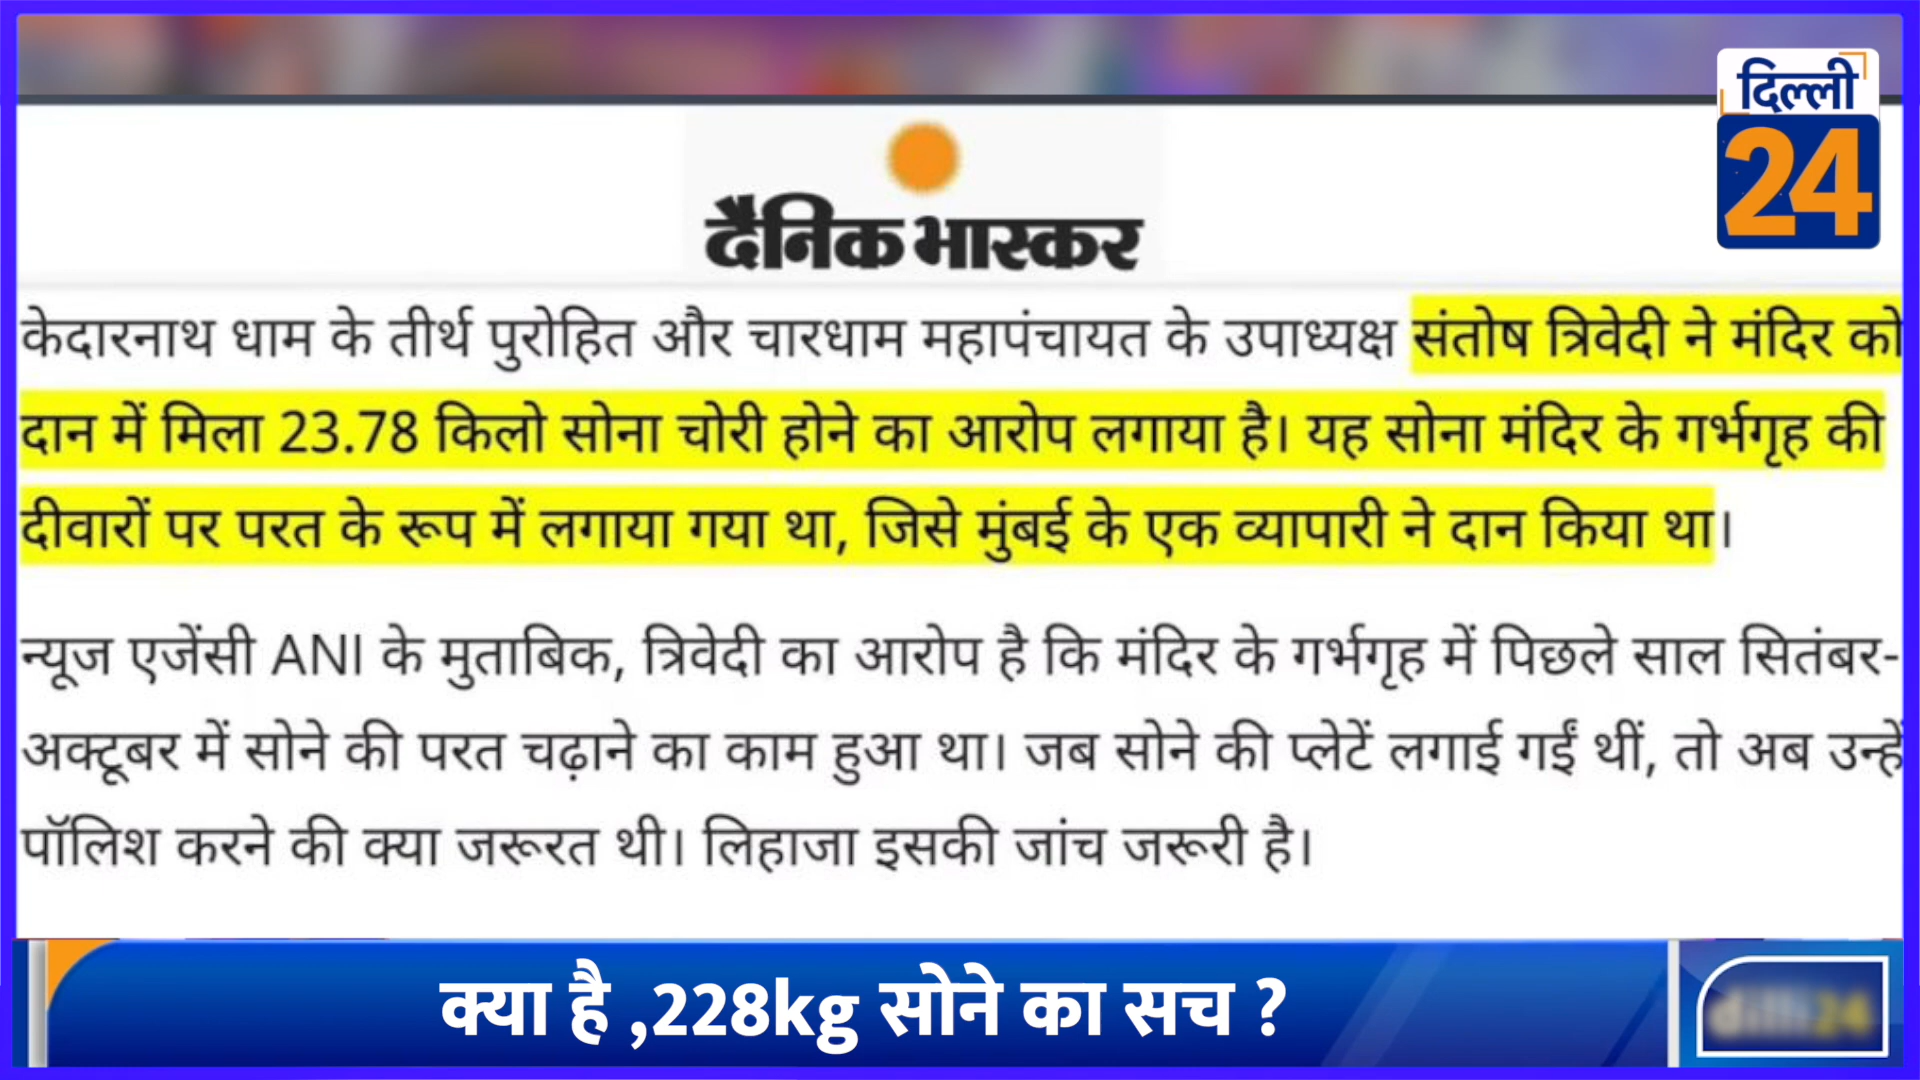 दिल्ली
24
दैनिक भास्कर
केदारनाथ धाम के तीर्थ पुरोहित और चारधाम महापंचायत के उपाध्यक्ष संतोष त्रिवेदी ने मंदिर को
दान में मिला 23.78 किलो सोना चोरी होने का आरोप लगाया है। यह सोना मंदिर के गर्भगृह की
दीवारों पर परत के रूप में लगाया गया था, जिसे मुंबई के एक व्यापारी ने दान किया था।
न्यूज एजेंसी ANI के मुताबिक, त्रिवेदी का आरोप है कि मंदिर के गर्भगृह में पिछले साल सितंबर-
अक्टूबर में सोने की परत चढ़ाने का काम हुआ था। जब सोने की प्लेटें लगाई गईं थीं, तो अब उन्हें
पॉलिश करने की क्या जरूरत थी। लिहाजा इसकी जांच जरूरी है।
क्या है ,228kg सोने का सच ?
dilli24